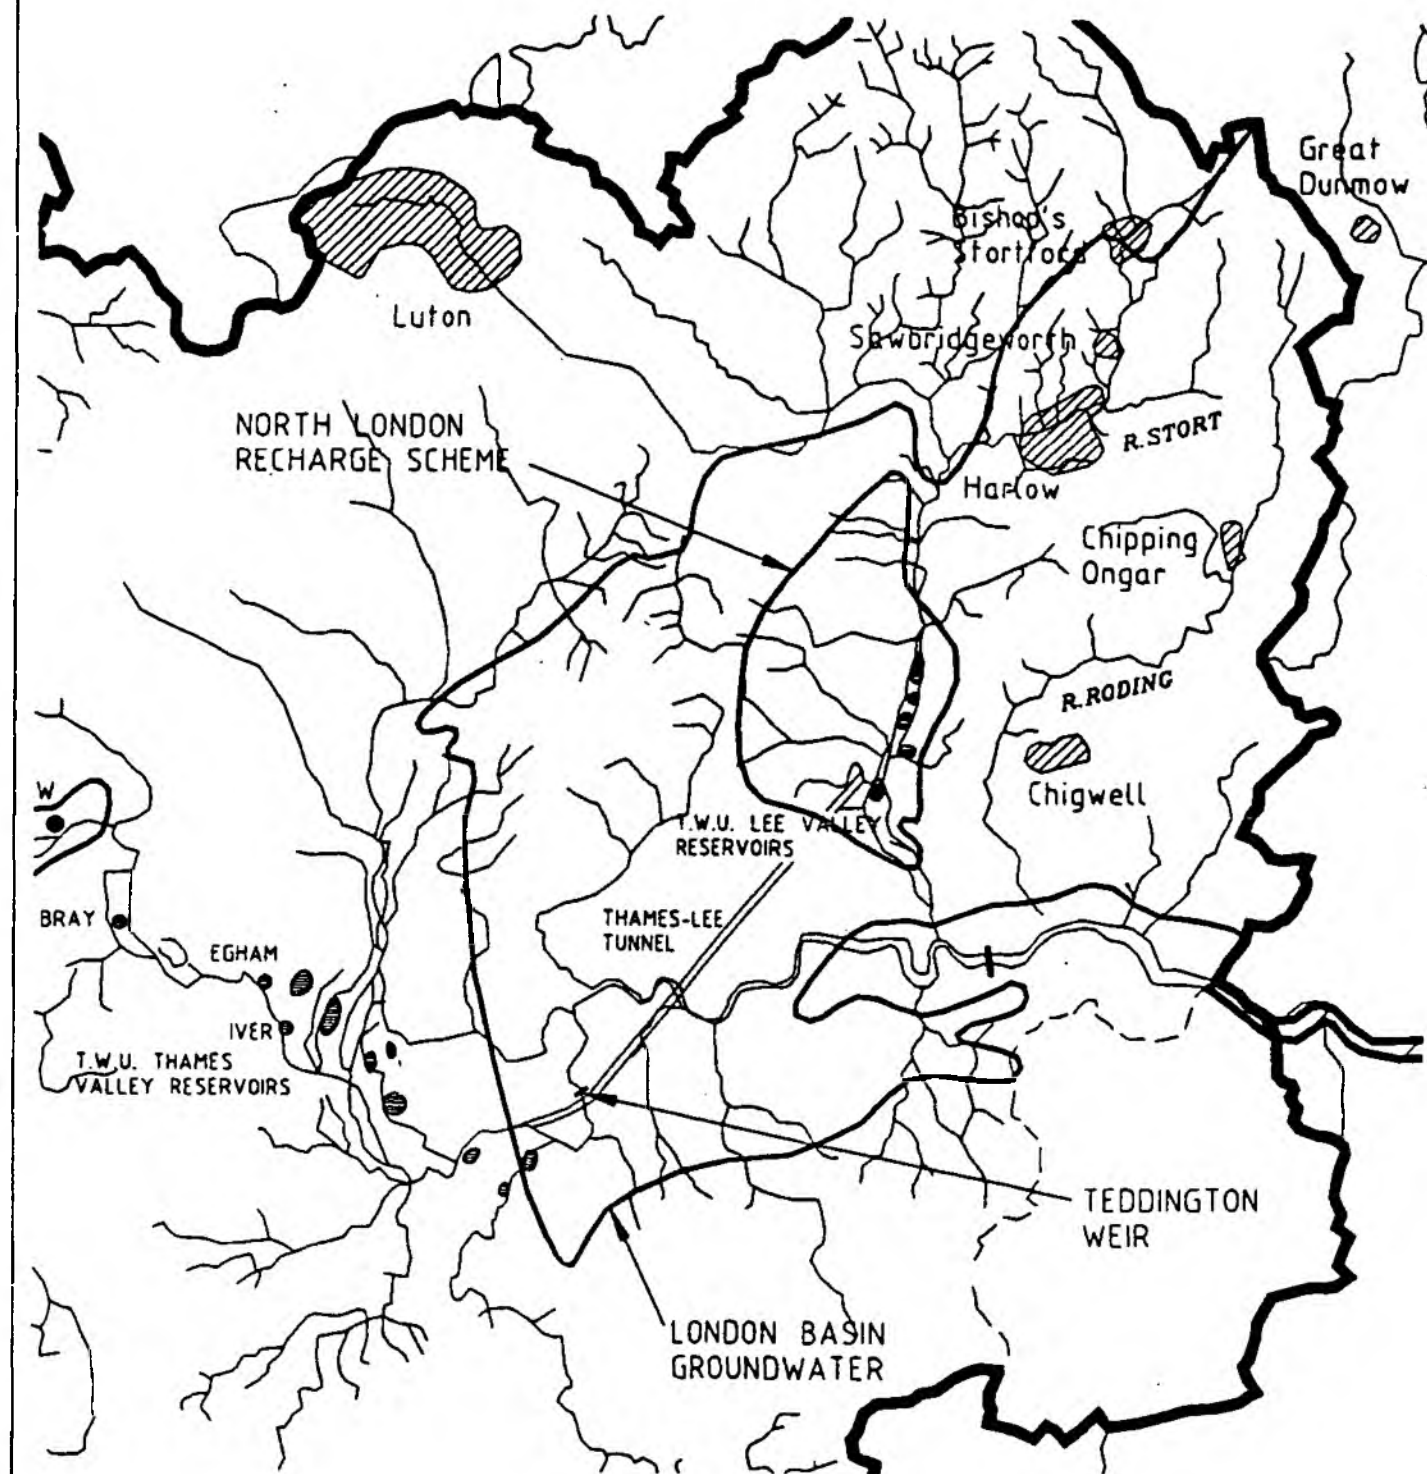 Great
Dunmow
Bishop's
Stortford
Luton
Sawbridgeworth
NORTH LONDON
RECHARGE SCHEME
R. STORT
Harlow
Chipping
Ongar
R. RODING
W
Chigwell
T.W.U. LEE VALLEY
RESERVOIRS
BRAY
THAMES-LEE
TUNNEL
EGHAM
IVER
T.W.U. THAMES
VALLEY RESERVOIRS
TEDDINGTON
WEIR
LONDON BASIN
GROUNDWATER